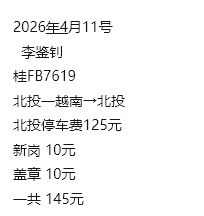 2026年4月11号
李鉴钊
桂FB7619
北投—越南→北投
北投停车费125元
新岗 10元
盖章 10元
一共 145元